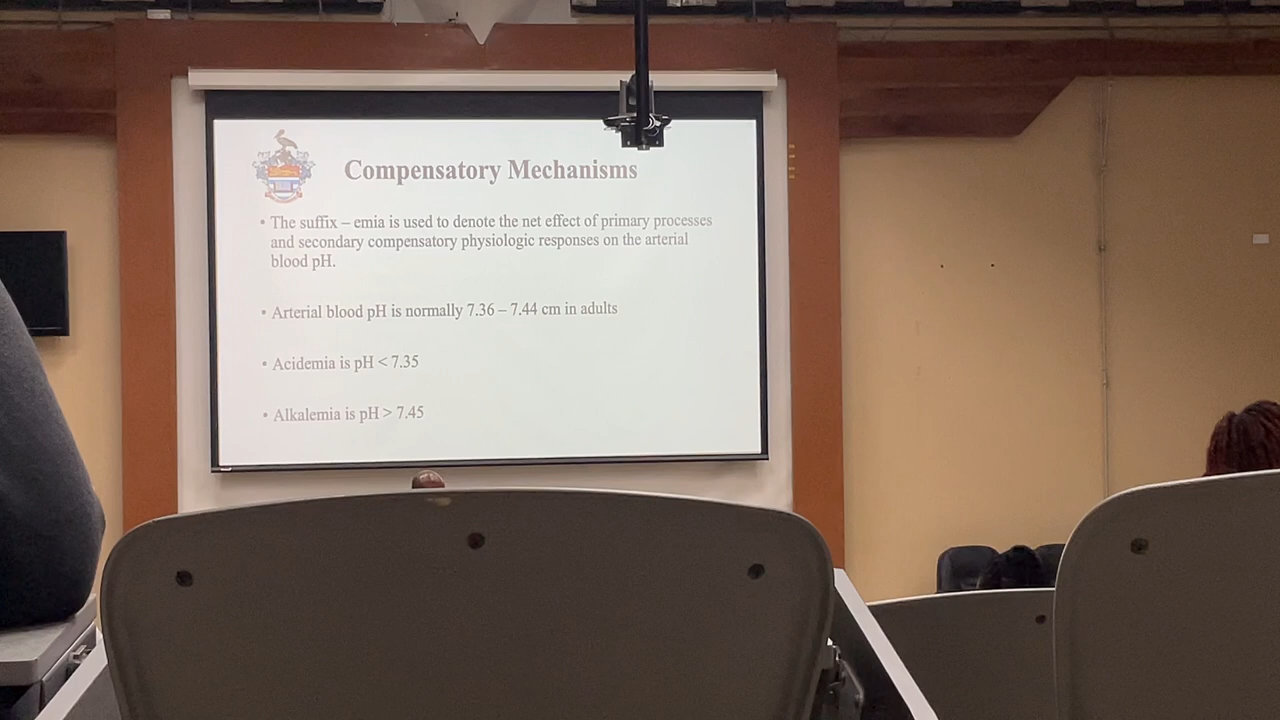 Compensatory Mechanisms
• The suffix – emia is used to denote the net effect of primary processes
and secondary compensatory physiologic responses on the arterial
blood pH.
• Arterial blood pH is normally 7.36 – 7.44 cm in adults
• Acidemia is pH < 7.35
• Alkalemia is pH > 7.45